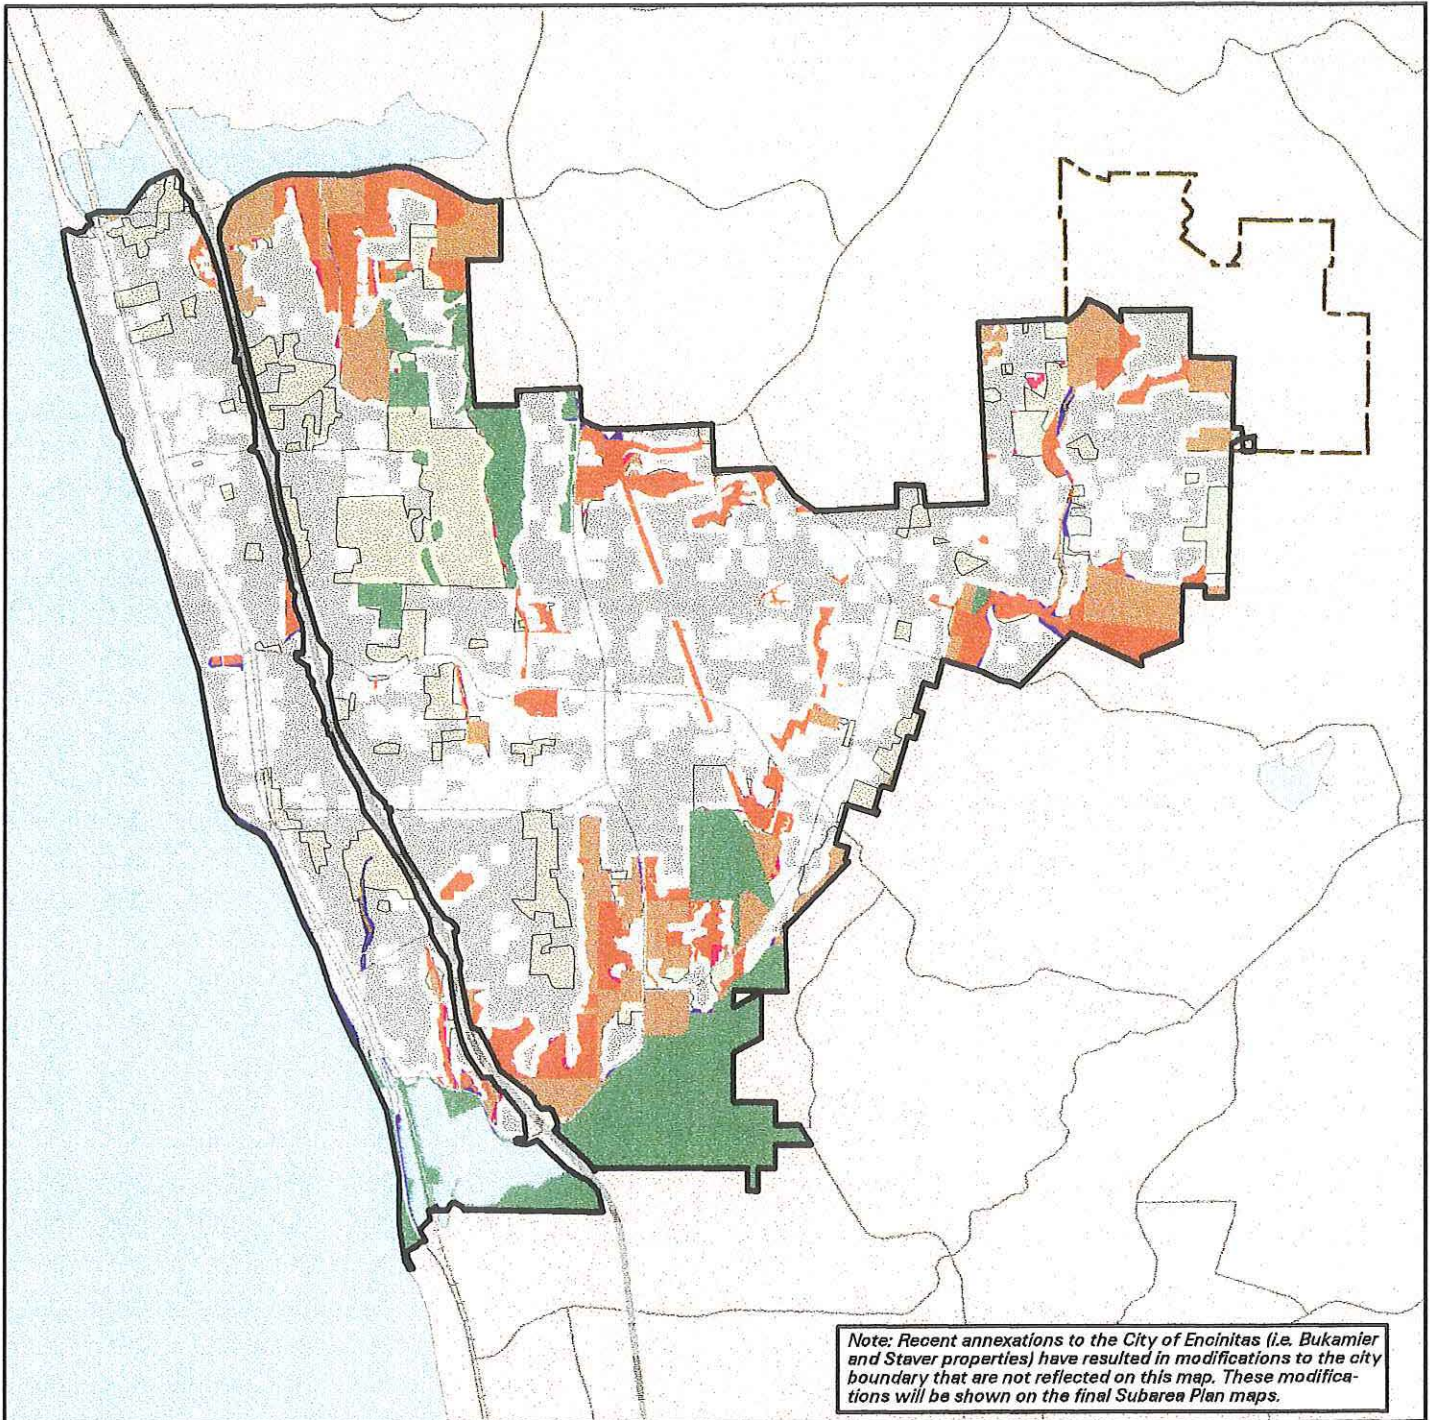 Note: Recent annexations to the City of Encinitas (i.e. Bukamier
and Staver properties) have resulted in modifications to the city
boundary that are not reflected on this map. These modifica-
tions will be shown on the final Subarea Plan maps.